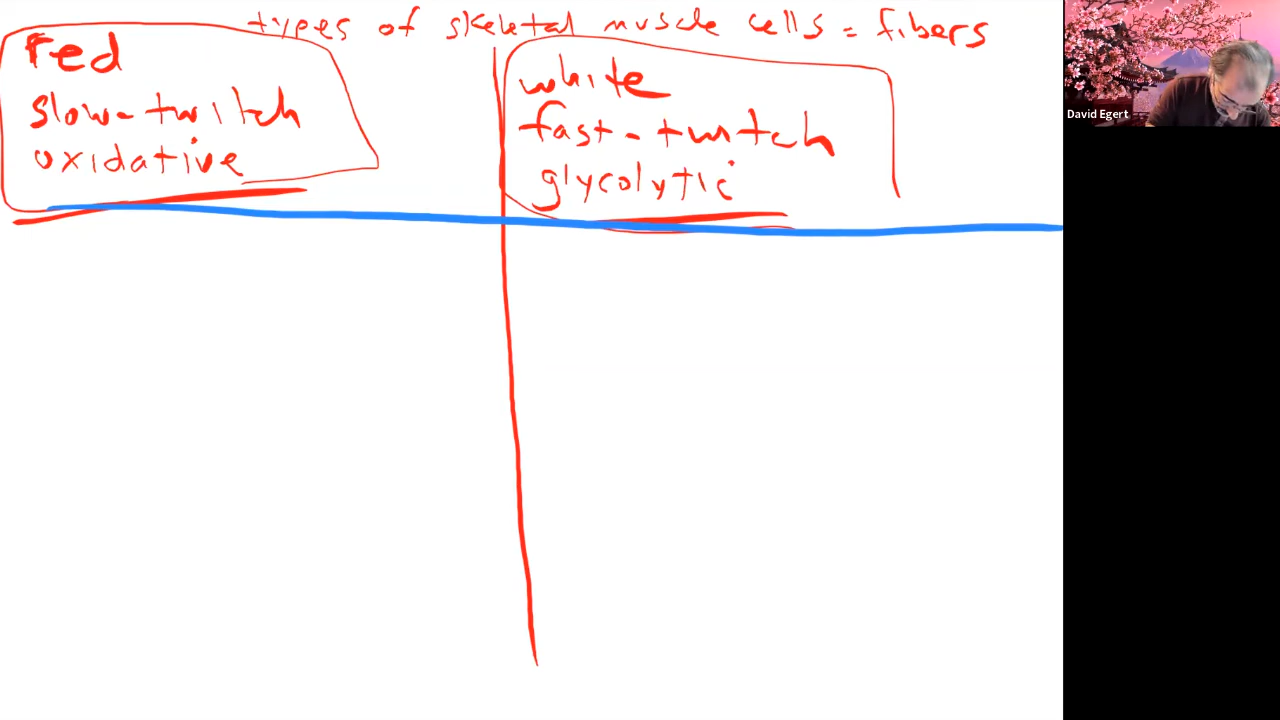 types of skeletal muscle cells = fibers
red
slow-twitch
oxidative
white
fast-twitch
glycolytic
David Egert